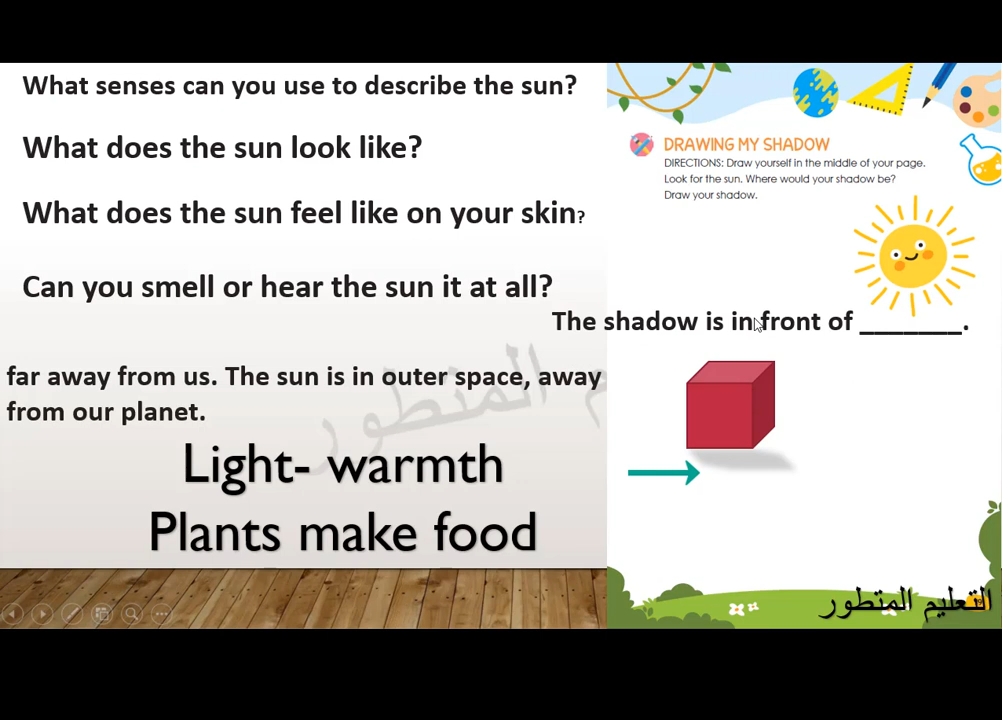 What senses can you use to describe the sun?
What does the sun look like?
What does the sun feel like on your skin?
Can you smell or hear the sun it at all?
far away from us. The sun is in outer space, away
from our planet.
Light- warmth
Plants make food
DRAWING MY SHADOW
DIRECTIONS: Draw yourself in the middle of your page.
Look for the sun. Where would your shadow be?
Draw your shadow.
The shadow is in front of _______.
م المتطور
التعليم المتطور